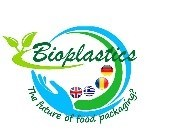 Bioplastics
The future of food packaging?